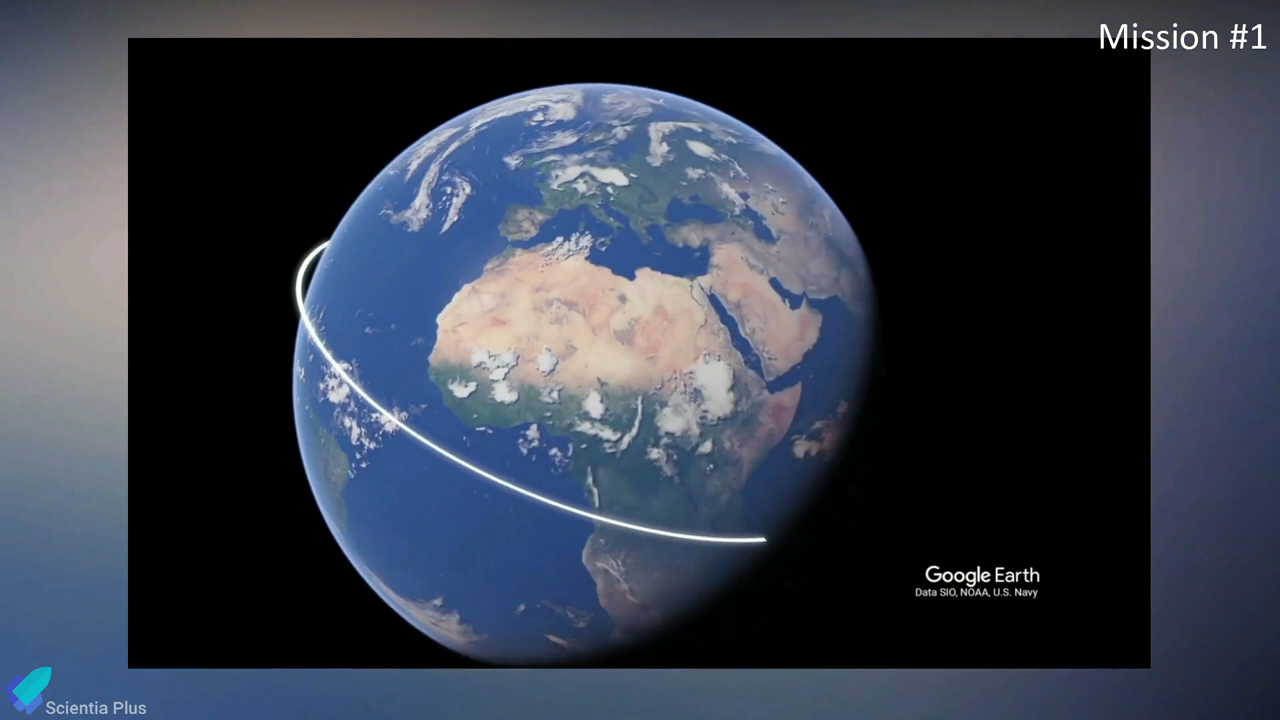 Mission #1
Google Earth
Data SIO, NOAA, U.S. Navy
Scientia Plus